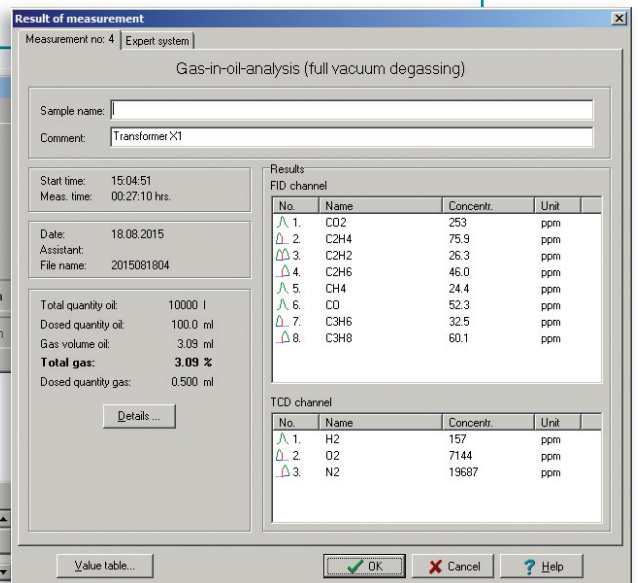 Result of measurement
Measurement no: 4 Expert system
Gas-in-oil-analysis (full vacuum degassing)
Sample name:
Comment: Transformer X1
Start time: 15:04:51
Meas. time: 00:27:10 hrs.
Date: 18.08.2015
Assistant:
File name: 2015081804
Total quantity oil: 10000 l
Dosed quantity oil: 100.0 ml
Gas volume oil: 3.09 ml
Total gas: 3.09 %
Dosed quantity gas: 0.500 ml
Details ...
Results
FID channel
No. Name Concentr. Unit
1. CO2 253 ppm
2. C2H4 75.9 ppm
3. C2H2 26.3 ppm
4. C2H6 46.0 ppm
5. CH4 24.4 ppm
6. CO 52.3 ppm
7. C3H6 32.5 ppm
8. C3H8 60.1 ppm
TCD channel
No. Name Concentr. Unit
1. H2 157 ppm
2. O2 7144 ppm
3. N2 19687 ppm
Value table... OK Cancel ? Help